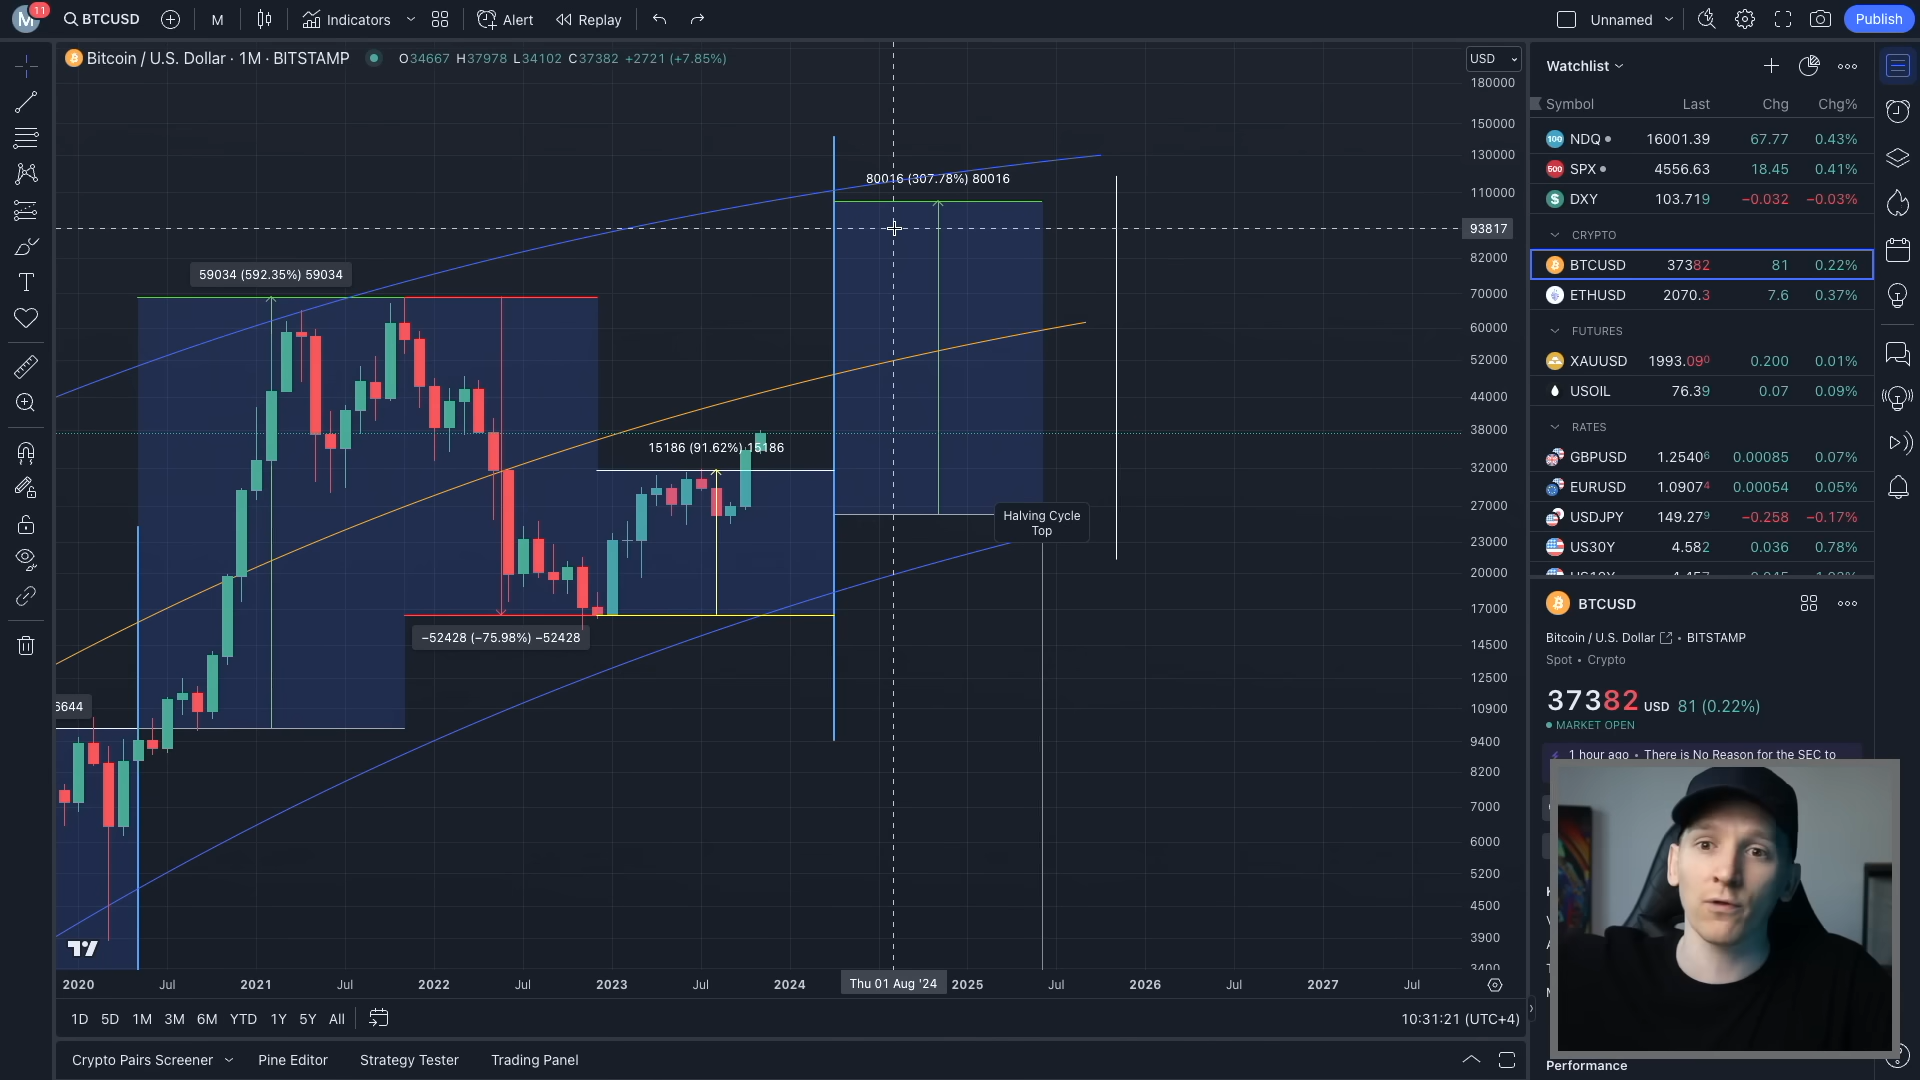 M 11
BTCUSD
M
Indicators
Alert
Replay
Unnamed
Publish
Bitcoin / U.S. Dollar · 1M · BITSTAMP
O34667 H37978 L34102 C37382 +2721 (+7.85%)
USD
180000
150000
130000
110000
93817
82000
70000
60000
52000
44000
38000
32000
27000
23000
20000
17000
14500
12500
10900
9400
8200
7000
6000
5200
4500
3900
3400
80016 (307.78%) 80016
59034 (592.35%) 59034
15186 (91.62%) 15186
Halving Cycle
Top
−52428 (−75.98%) −52428
6644
2020 Jul 2021 Jul 2022 Jul 2023 Jul 2024 Thu 01 Aug '24 2025 Jul 2026 Jul 2027 Jul
1D 5D 1M 3M 6M YTD 1Y 5Y All
10:31:21 (UTC+4)
Crypto Pairs Screener
Pine Editor
Strategy Tester
Trading Panel
Watchlist
Symbol Last Chg Chg%
100 NDQ 16001.39 67.77 0.43%
500 SPX 4556.63 18.45 0.41%
$ DXY 103.719 −0.032 −0.03%
CRYPTO
BTCUSD 37382 81 0.22%
ETHUSD 2070.3 7.6 0.37%
FUTURES
XAUUSD 1993.090 0.200 0.01%
USOIL 76.39 0.07 0.09%
RATES
GBPUSD 1.25406 0.00085 0.07%
EURUSD 1.09074 0.00054 0.05%
USDJPY 149.279 −0.258 −0.17%
US30Y 4.582 0.036 0.78%
BTCUSD
Bitcoin / U.S. Dollar • BITSTAMP
Spot • Crypto
37382 USD 81 (0.22%)
MARKET OPEN
1 hour ago • There is No Reason for the SEC to
Performance